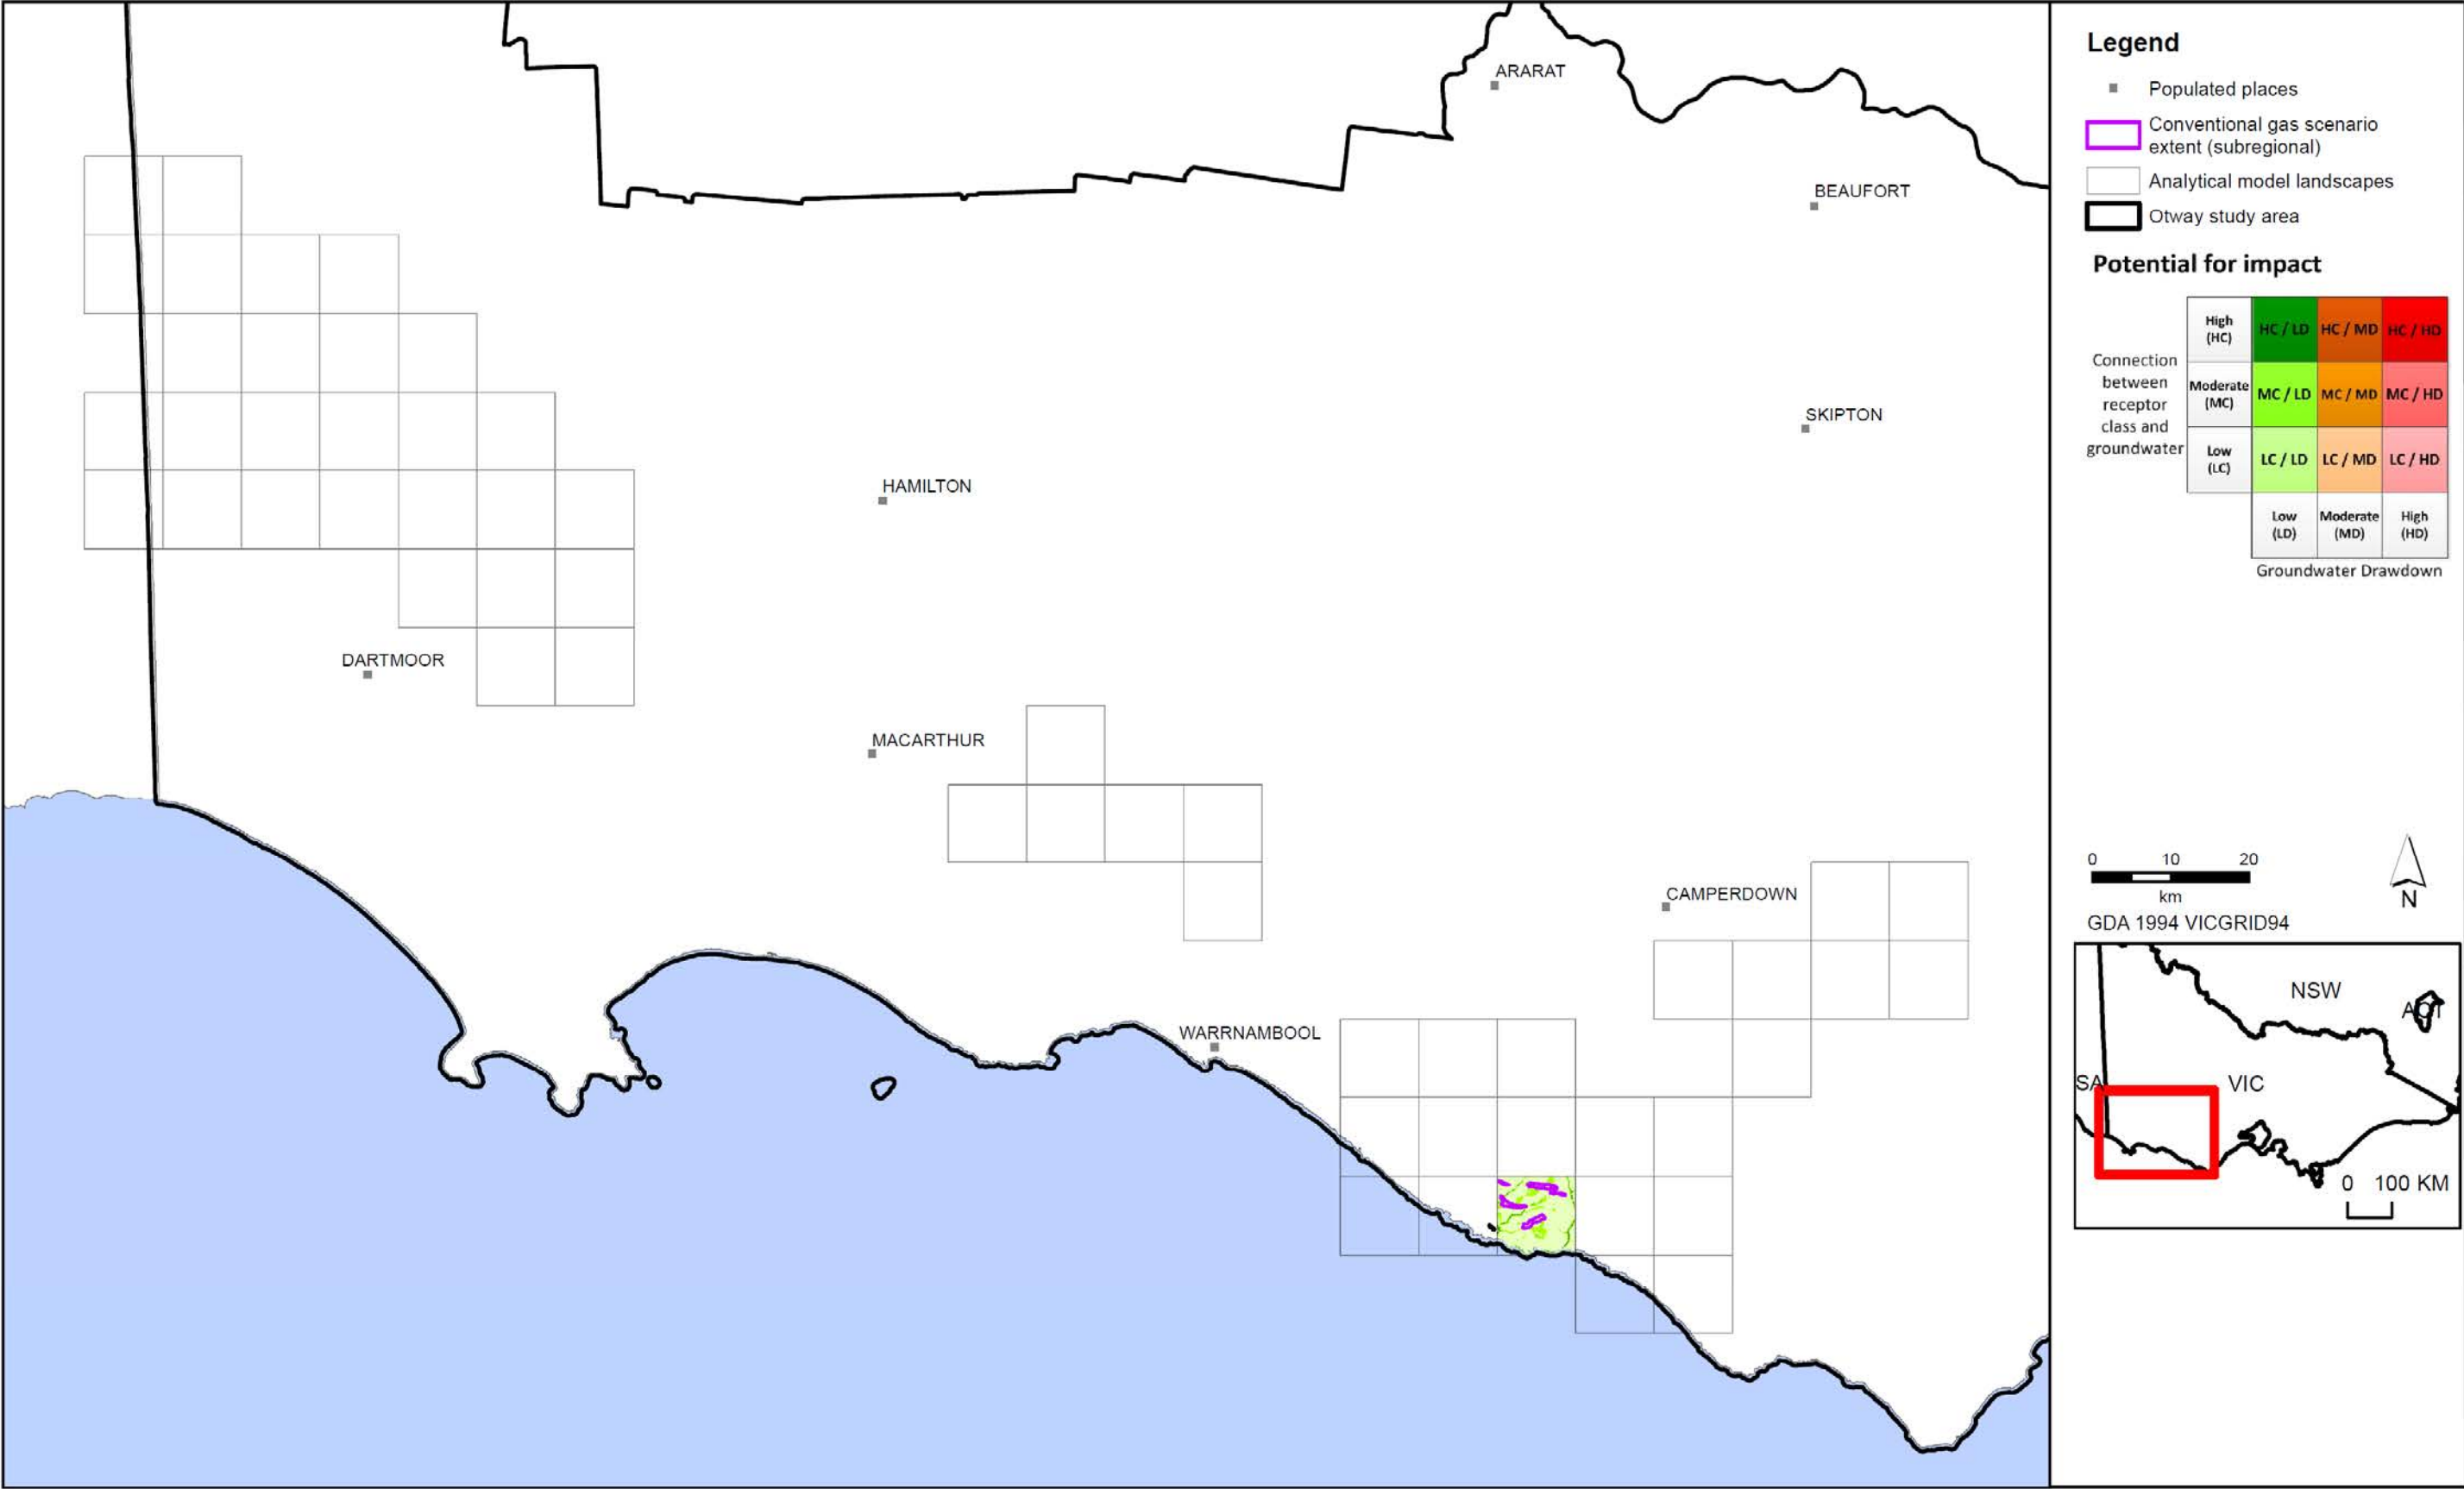 ARARAT
BEAUFORT
SKIPTON
HAMILTON
DARTMOOR
MACARTHUR
CAMPERDOWN
WARRNAMBOOL
Legend
Populated places
Conventional gas scenario
extent (subregional)
Analytical model landscapes
Otway study area
Potential for impact
Connection
between
receptor
class and
groundwater
High
(HC)
HC / LD HC / MD HC / HD
Moderate
(MC)
MC / LD MC / MD MC / HD
Low
(LC)
LC / LD LC / MD LC / HD
Low
(LD)
Moderate
(MD)
High
(HD)
Groundwater Drawdown
0 10 20
km
N
GDA 1994 VICGRID94
NSW
ACT
SA
VIC
0 100 KM